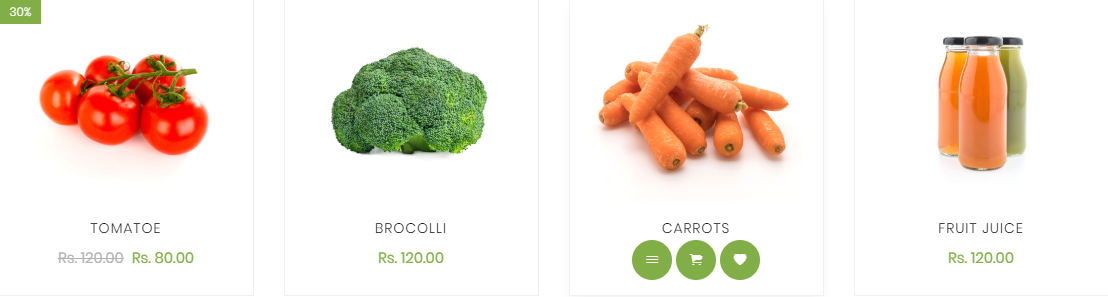 30%
TOMATOE
Rs. 120.00 Rs. 80.00
BROCOLLI
Rs. 120.00
CARROTS
FRUIT JUICE
Rs. 120.00